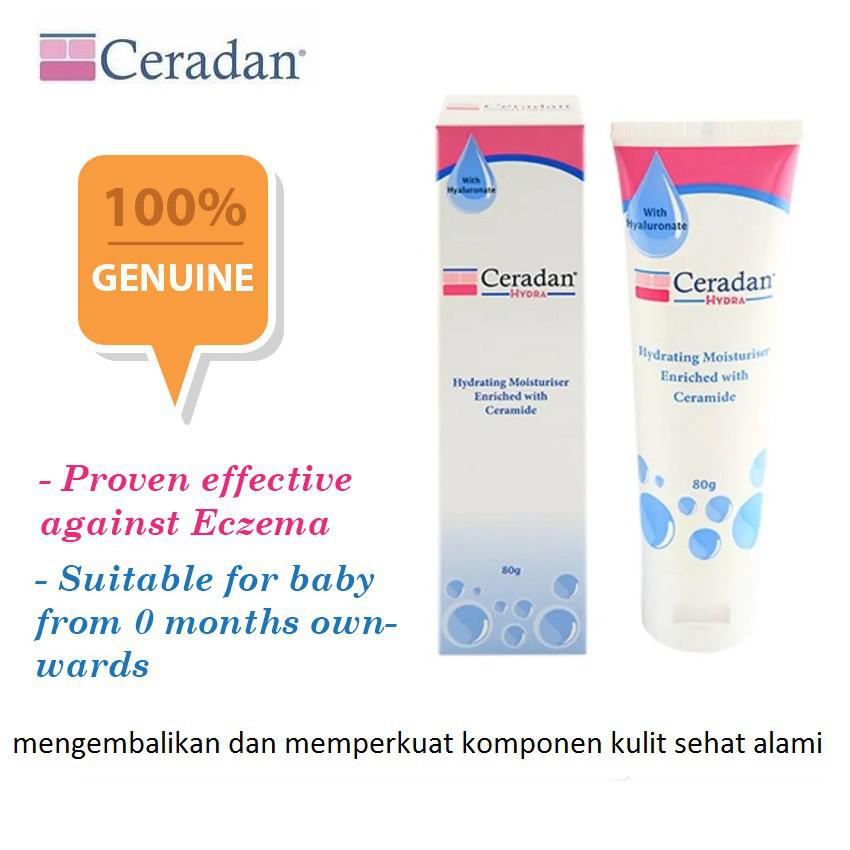 Ceradan®
100%
GENUINE
- Proven effective
against Eczema
- Suitable for baby
from 0 months own-
wards
Ceradan
With
Hyaluronate
Ceradan®
HYDRA
Hydrating Moisturiser
Enriched with
Ceramide
80g
With
Hyaluronate
Ceradan®
HYDRA
Hydrating Moisturiser
Enriched with
Ceramide
80g
mengembalikan dan memperkuat komponen kulit sehat alami